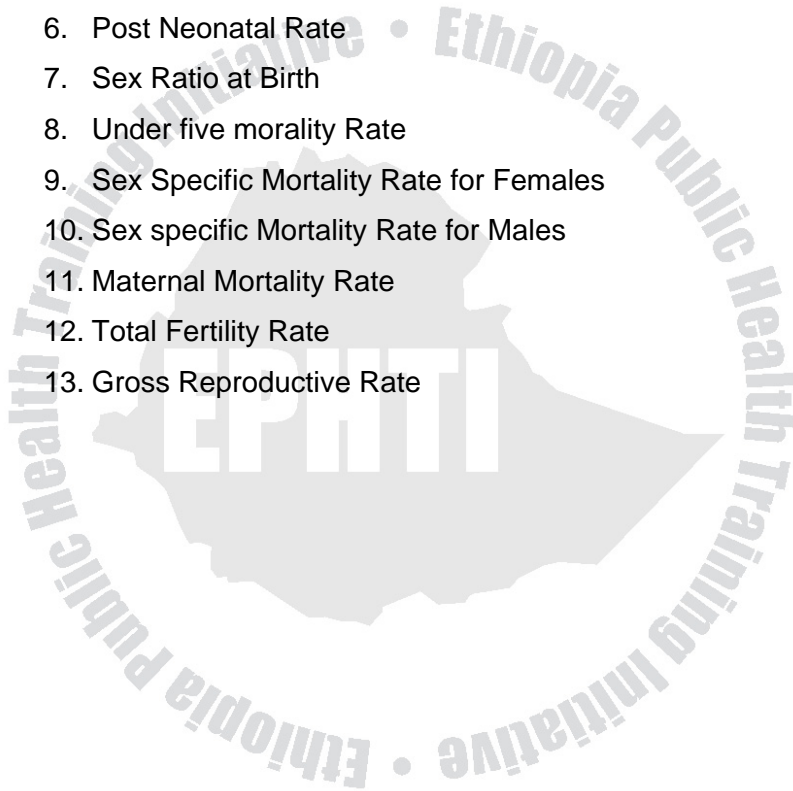 6. Post Neonatal Rate
7. Sex Ratio at Birth
8. Under five morality Rate
9. Sex Specific Mortality Rate for Females
10. Sex specific Mortality Rate for Males
11. Maternal Mortality Rate
12. Total Fertility Rate
13. Gross Reproductive Rate
EPHTI
Ethiopia Public Health Training Initiative • Ethiopia Public Health Training Initiative •